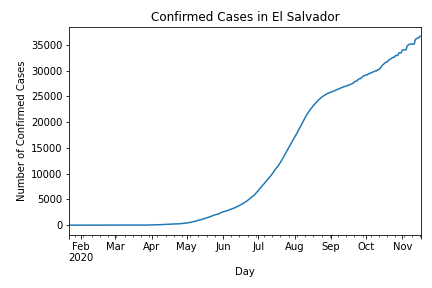 Confirmed Cases in El Salvador
Number of Confirmed Cases
35000
30000
25000
20000
15000
10000
5000
0
Feb Mar Apr May Jun Jul Aug Sep Oct Nov
2020
Day